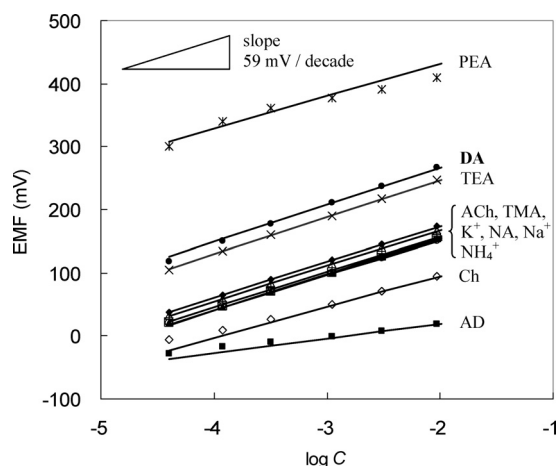 500
400
300
200
100
0
-100
EMF (mV)
slope
59 mV / decade
PEA
DA
TEA
ACh, TMA,
K⁺, NA, Na⁺
NH₄⁺
Ch
AD
-5
-4
-3
-2
-1
log C